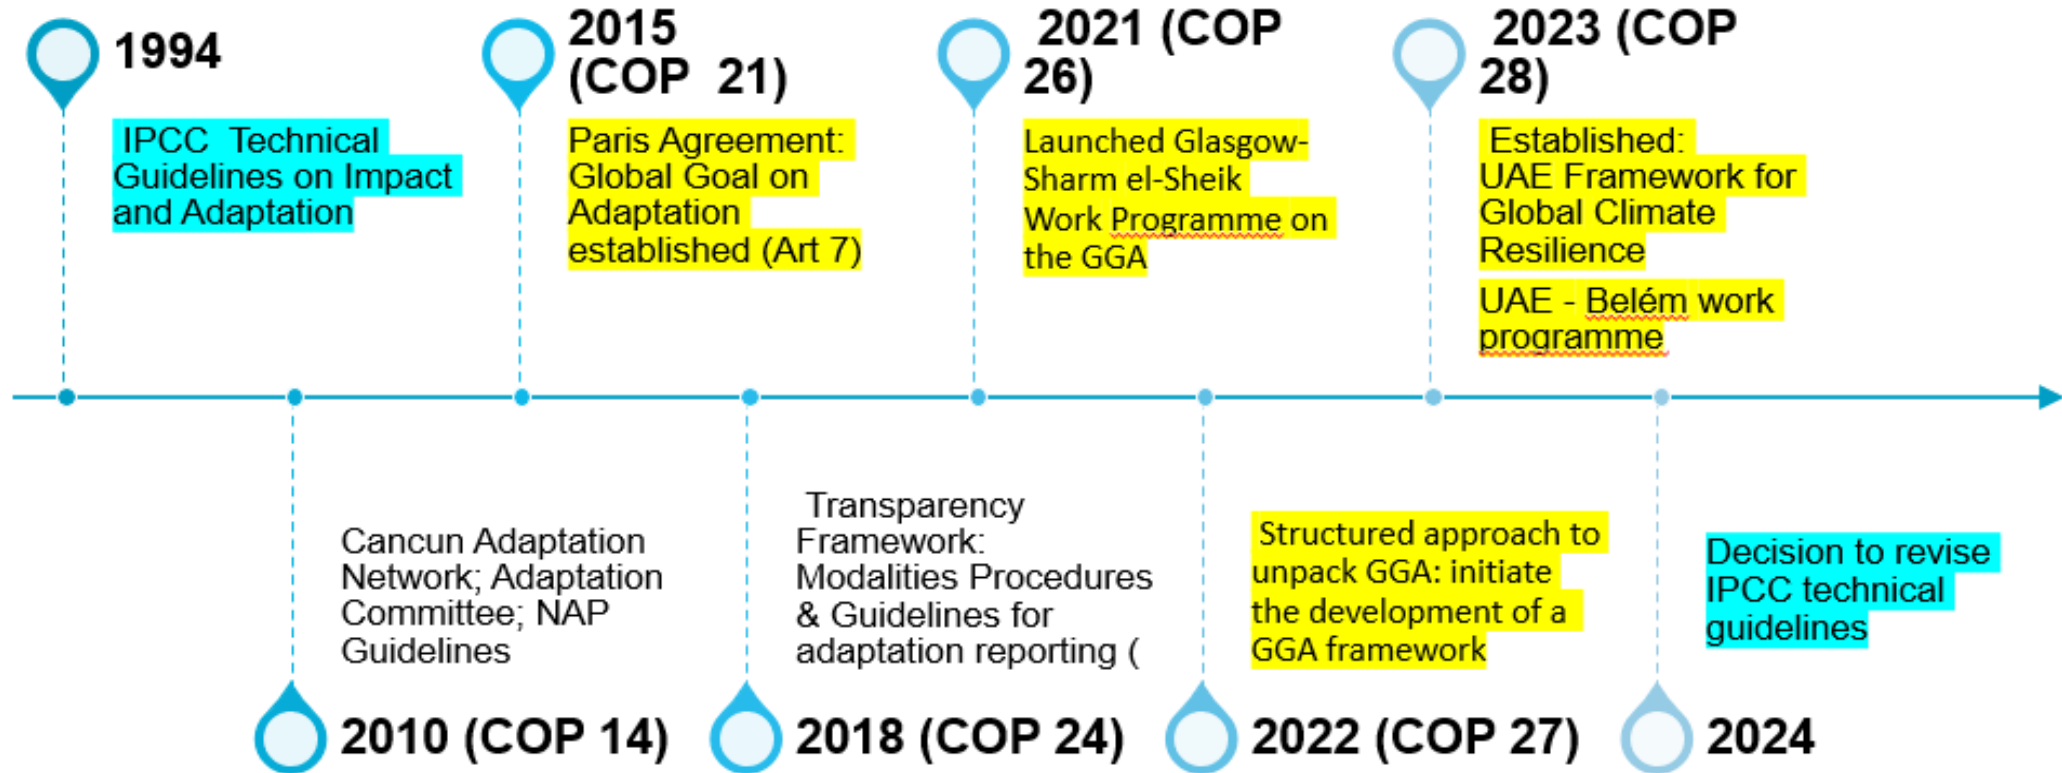 1994
IPCC Technical
Guidelines on Impact
and Adaptation
2015
(COP 21)
Paris Agreement:
Global Goal on
Adaptation
established (Art 7)
2021 (COP
26)
Launched Glasgow-
Sharm el-Sheik
Work Programme on
the GGA
2023 (COP
28)
Established:
UAE Framework for
Global Climate
Resilience
UAE - Belém work
programme
Cancun Adaptation
Network; Adaptation
Committee; NAP
Guidelines
2010 (COP 14)
Transparency
Framework:
Modalities Procedures
& Guidelines for
adaptation reporting (
2018 (COP 24)
Structured approach to
unpack GGA: initiate
the development of a
GGA framework
2022 (COP 27)
Decision to revise
IPCC technical
guidelines
2024